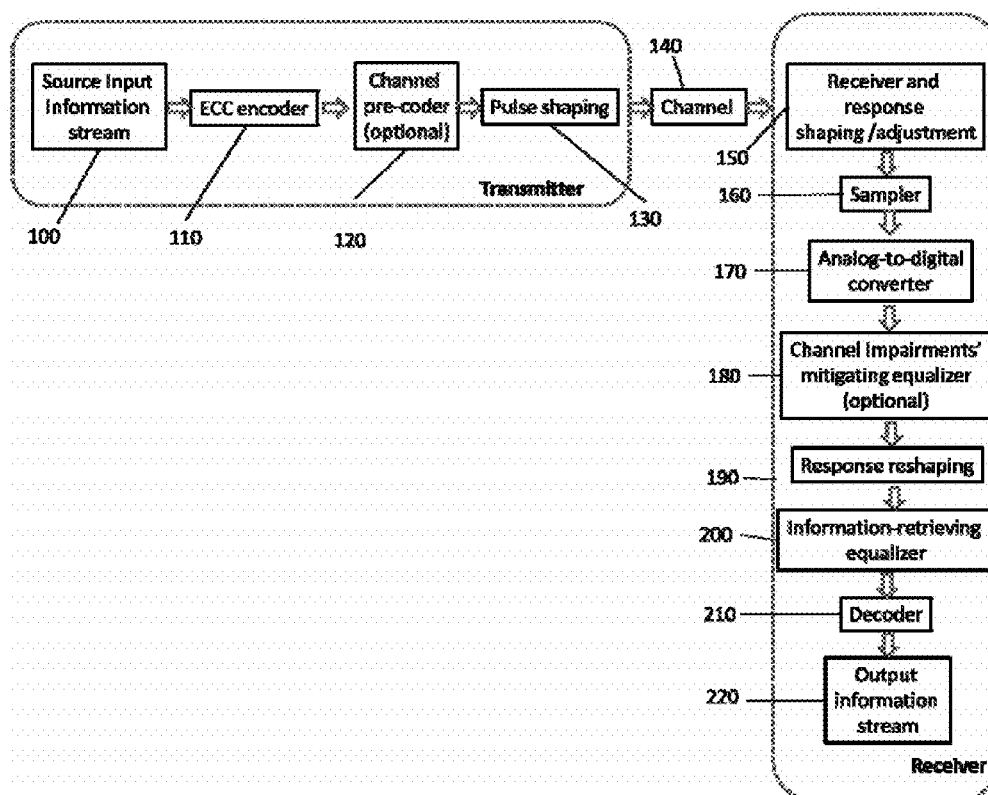 Source Input
Information
stream
ECC encoder
Channel
pre-coder
(optional)
Pulse shaping
Transmitter
100
110
120
130
140
Channel
Receiver and
response
shaping /adjustment
150
160
Sampler
170
Analog-to-digital
converter
180
Channel Impairments'
mitigating equalizer
(optional)
190
Response reshaping
200
Information-retrieving
equalizer
210
Decoder
220
Output
information
stream
Receiver